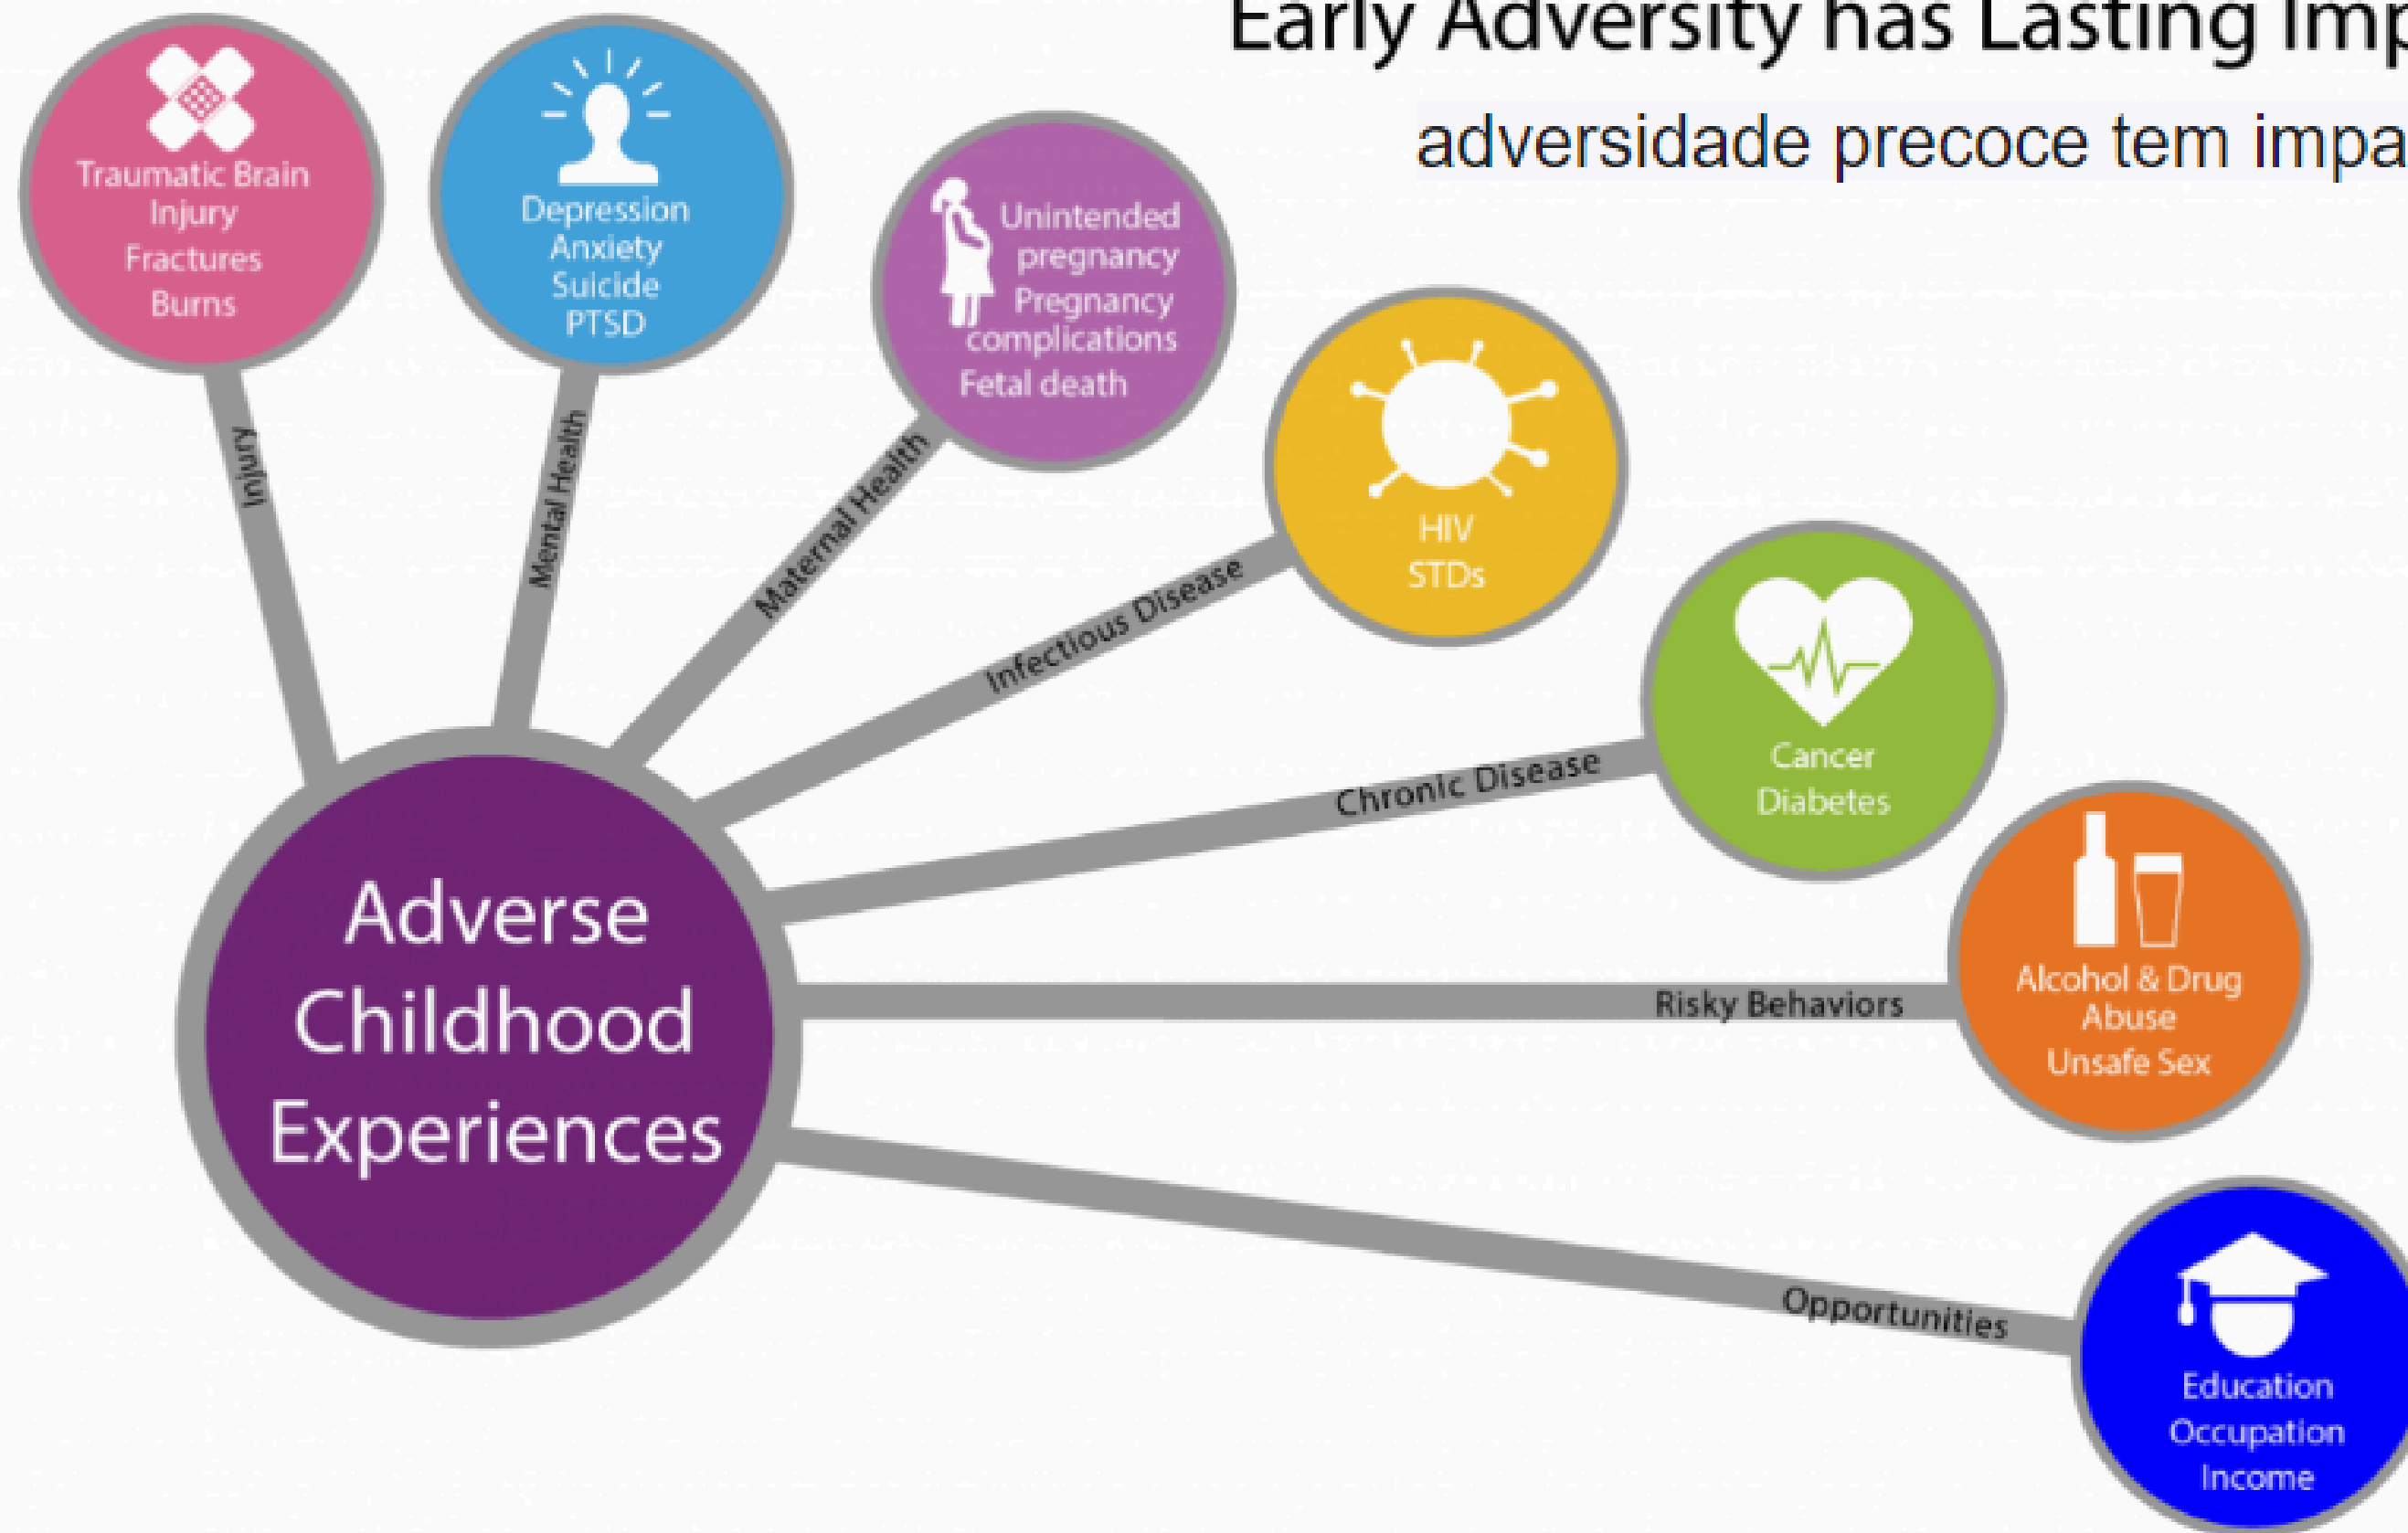 Early Adversity has Lasting Imp
adversidade precoce tem impa
Traumatic Brain
Injury
Fractures
Burns
Injury
Depression
Anxiety
Suicide
PTSD
Mental Health
Unintended
pregnancy
Pregnancy
complications
Fetal death
Maternal Health
HIV
STDs
Infectious Disease
Cancer
Diabetes
Chronic Disease
Alcohol & Drug
Abuse
Unsafe Sex
Risky Behaviors
Education
Occupation
Income
Opportunities
Adverse
Childhood
Experiences